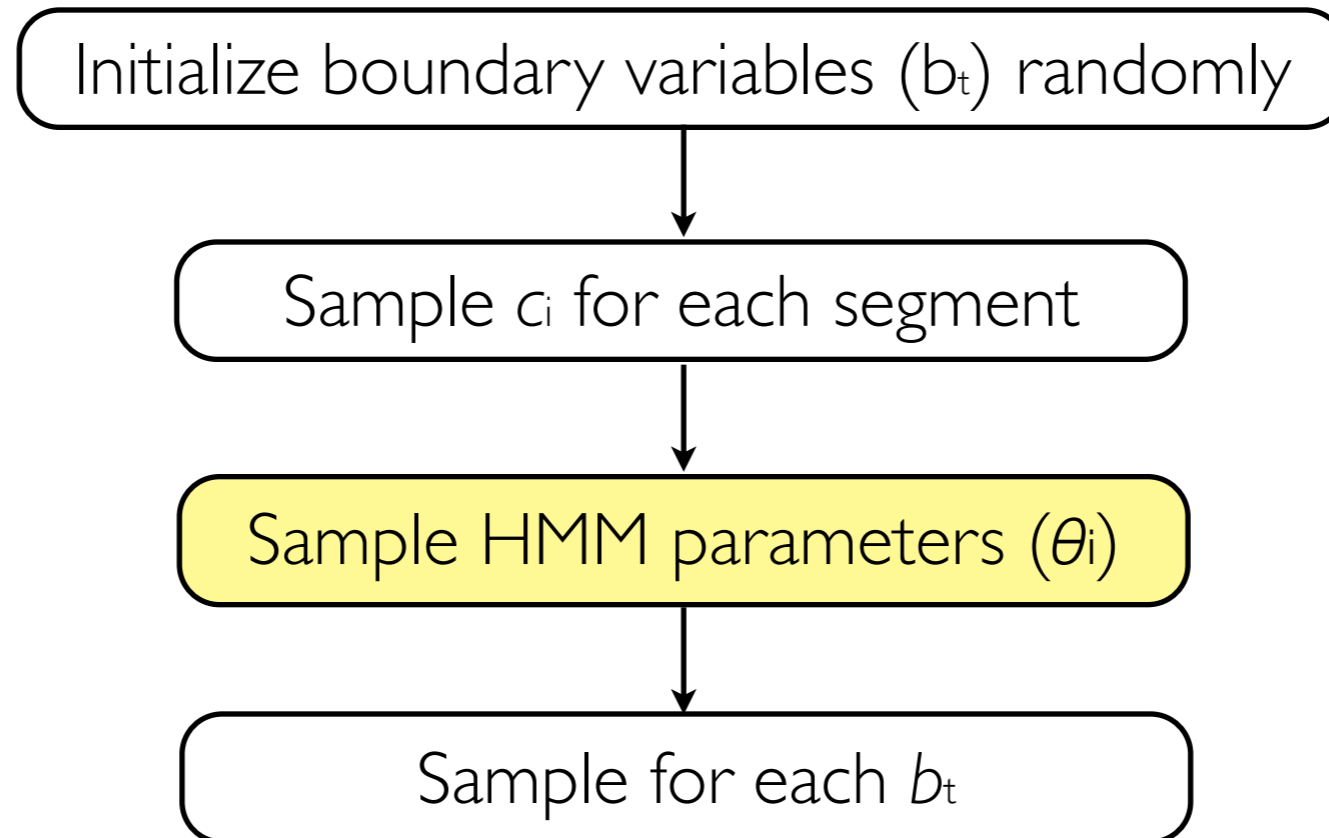 Initialize boundary variables (bt) randomly
Sample ci for each segment
Sample HMM parameters (θi)
Sample for each bt